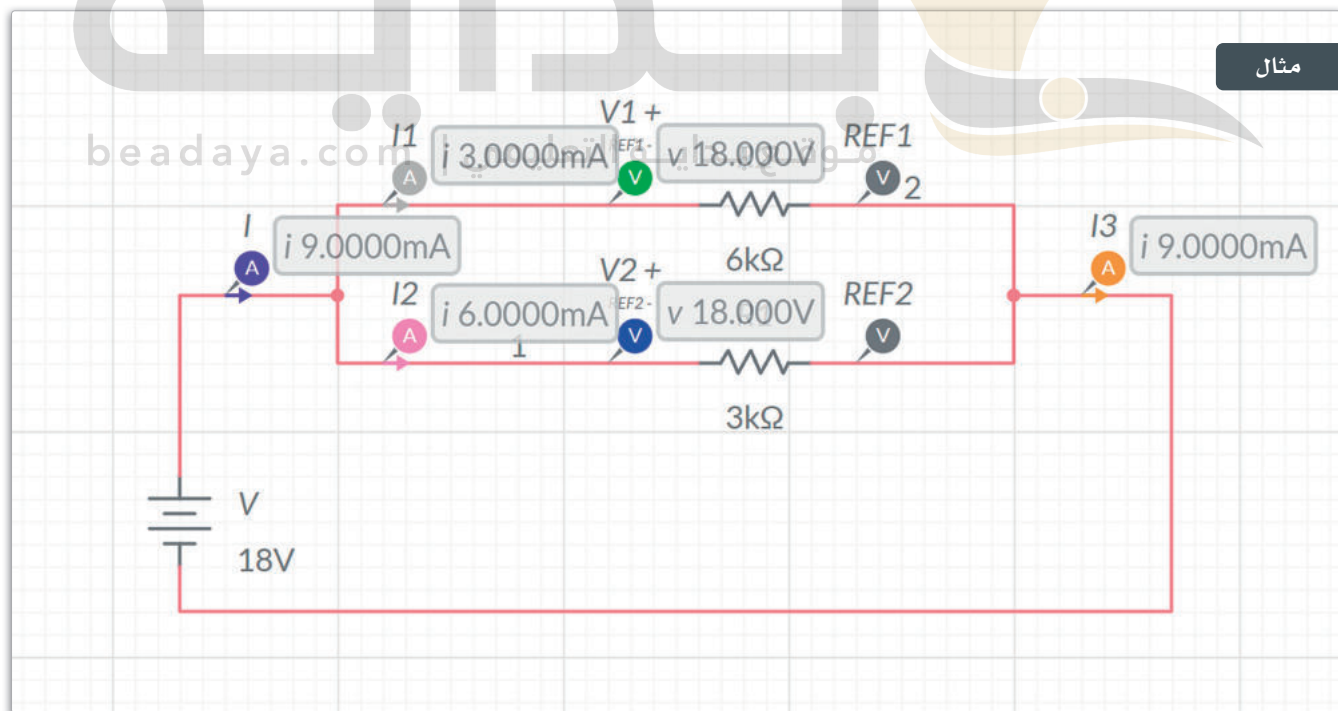 بداية
مثال
beadaya.com
V1 +
I1
i 3.0000mA
REF1 -
v 18.000V
REF1
A
V
V
2
I
i 9.0000mA
A
6kΩ
I3
i 9.0000mA
A
V2 +
I2
i 6.0000mA
REF2 -
v 18.000V
REF2
A
1
V
V
3kΩ
V
18V